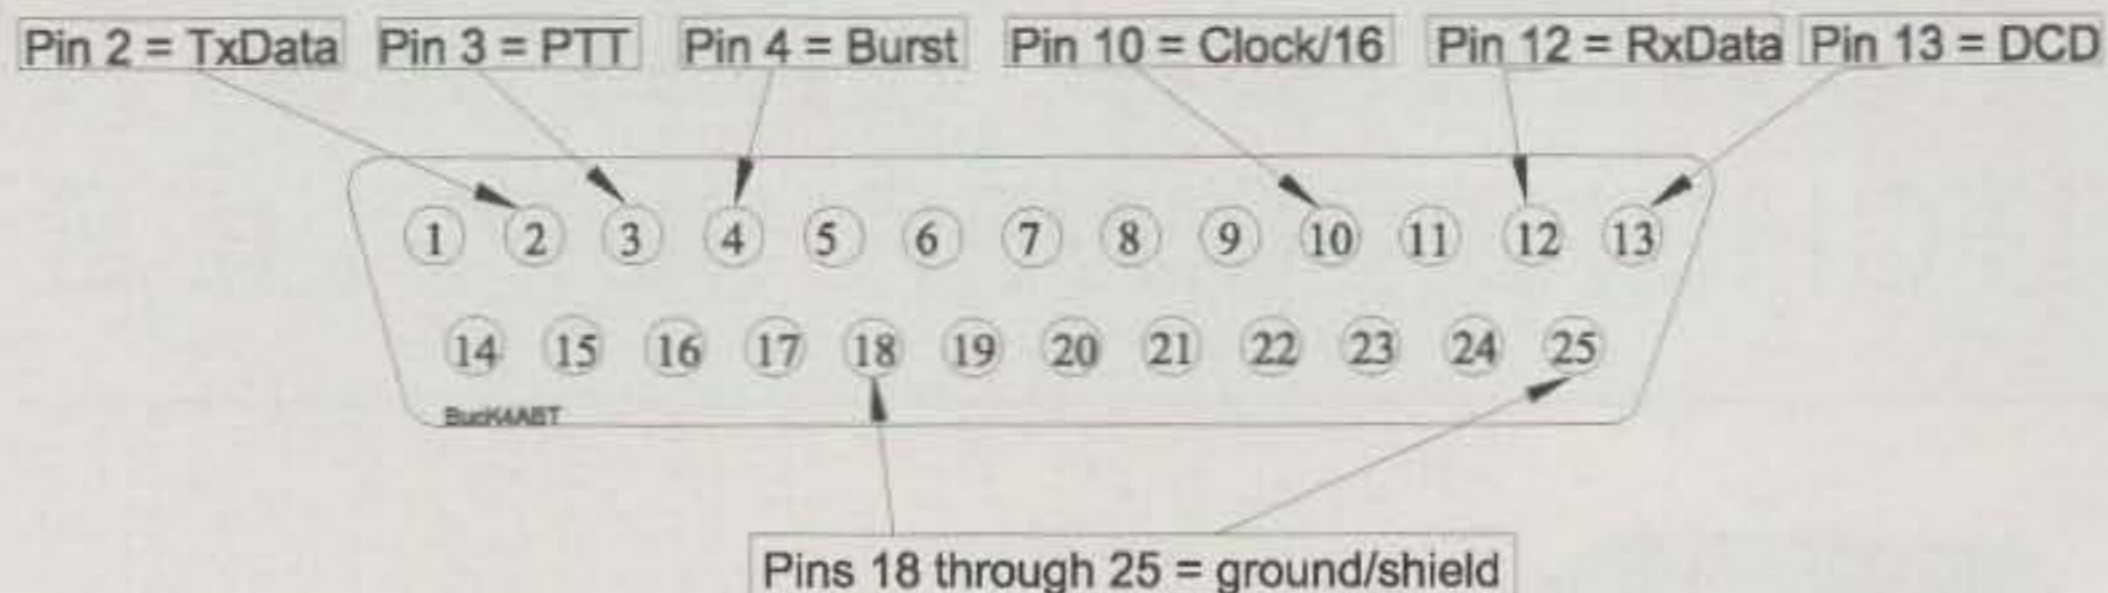 Pin 2 = TxData Pin 3 = PTT Pin 4 = Burst Pin 10 = Clock/16 Pin 12 = RxData Pin 13 = DCD
1 2 3 4 5 6 7 8 9 10 11 12 13
14 15 16 17 18 19 20 21 22 23 24 25
BucK4ABT
Pins 18 through 25 = ground/shield